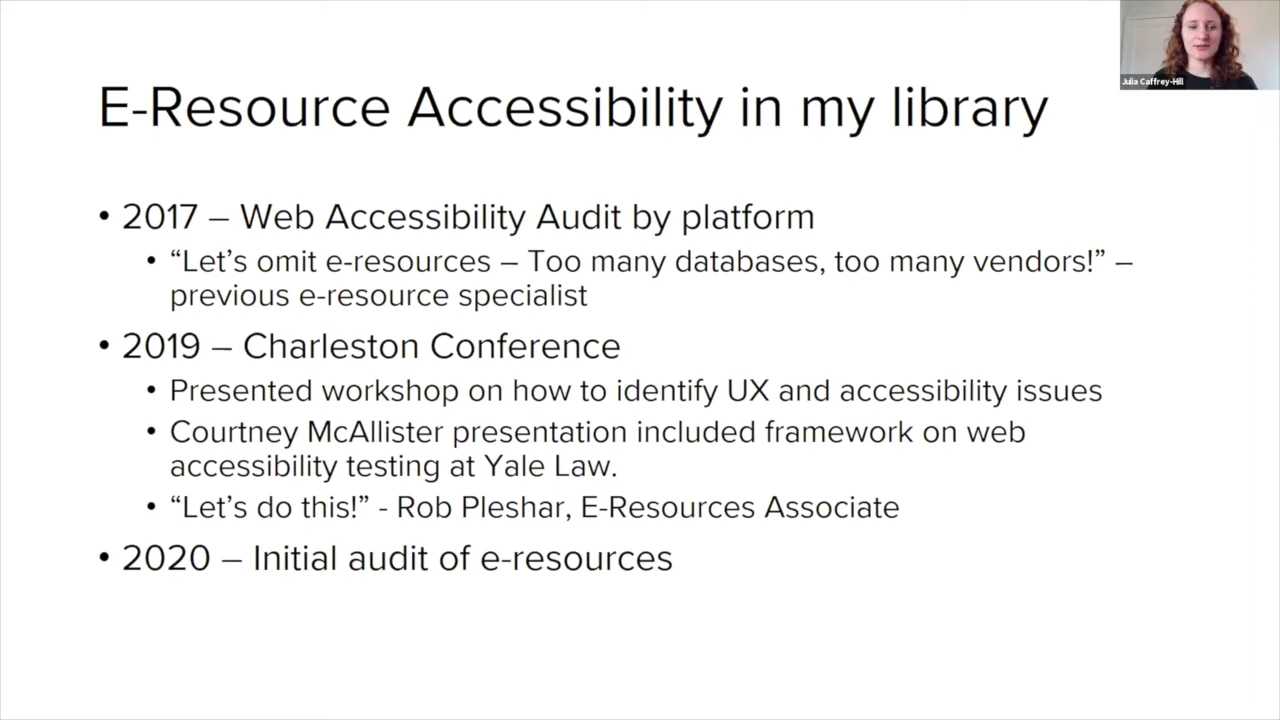 Julia Caffrey-Hill
E-Resource Accessibility in my library
• 2017 – Web Accessibility Audit by platform
• “Let’s omit e-resources – Too many databases, too many vendors!” –
previous e-resource specialist
• 2019 – Charleston Conference
• Presented workshop on how to identify UX and accessibility issues
• Courtney McAllister presentation included framework on web
accessibility testing at Yale Law.
• “Let’s do this!” - Rob Pleshar, E-Resources Associate
• 2020 – Initial audit of e-resources